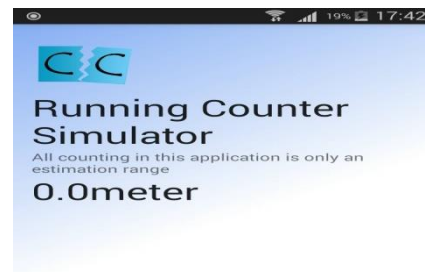 19% 17:42
C C
Running Counter
Simulator
All counting in this application is only an
estimation range
0.0meter